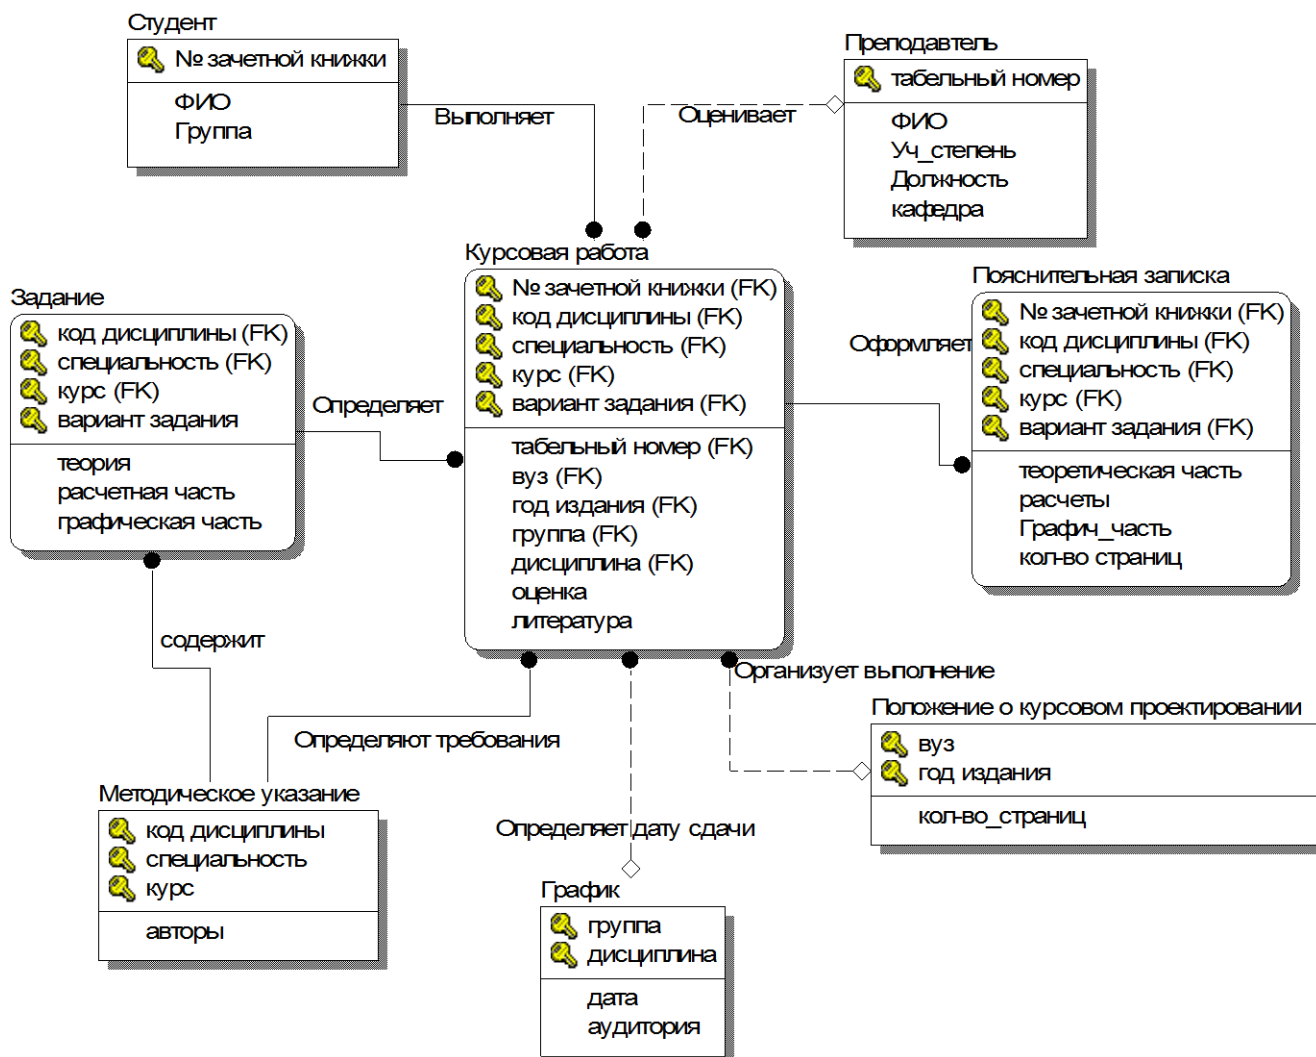 Студент
№ зачетной книжки
ФИО
Группа
Выполняет
Преподавтель
табельный номер
ФИО
Уч_степень
Должность
кафедра
Оценивает
Курсовая работа
№ зачетной книжки (FK)
код дисциплины (FK)
специальность (FK)
курс (FK)
вариант задания (FK)
табельный номер (FK)
вуз (FK)
год издания (FK)
группа (FK)
дисциплина (FK)
оценка
литература
Задание
код дисциплины (FK)
специальность (FK)
курс (FK)
вариант задания
теория
расчетная часть
графическая часть
Определяет
Пояснительная записка
№ зачетной книжки (FK)
код дисциплины (FK)
специальность (FK)
курс (FK)
вариант задания (FK)
теоретическая часть
расчеты
Графич_часть
кол-во страниц
Оформляет
содержит
Определяют требования
Организует выполнение
Положение о курсовом проектировании
вуз
год издания
кол-во_страниц
Методическое указание
код дисциплины
специальность
курс
авторы
Определяет дату сдачи
График
группа
дисциплина
дата
аудитория